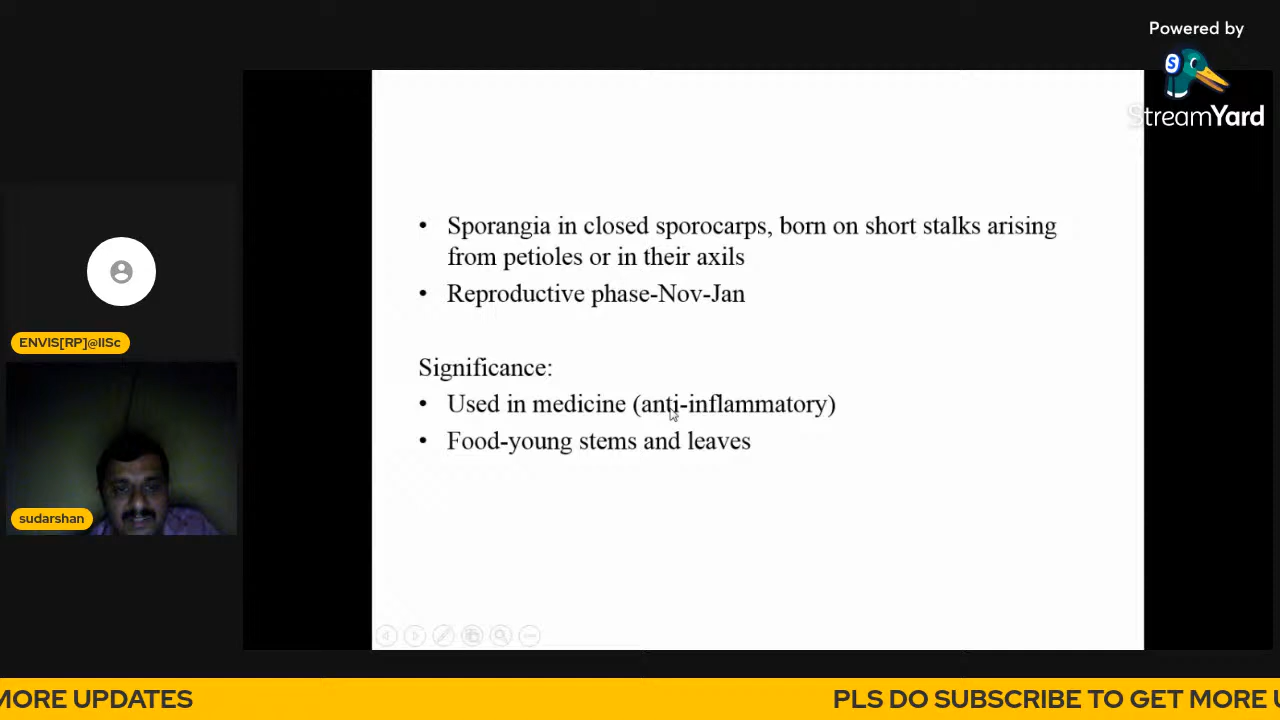 Powered by
StreamYard
• Sporangia in closed sporocarps, born on short stalks arising
from petioles or in their axils
• Reproductive phase-Nov-Jan
Significance:
• Used in medicine (anti-inflammatory)
• Food-young stems and leaves
ENVIS[RP]@IISc
sudarshan
MORE UPDATES
PLS DO SUBSCRIBE TO GET MORE U